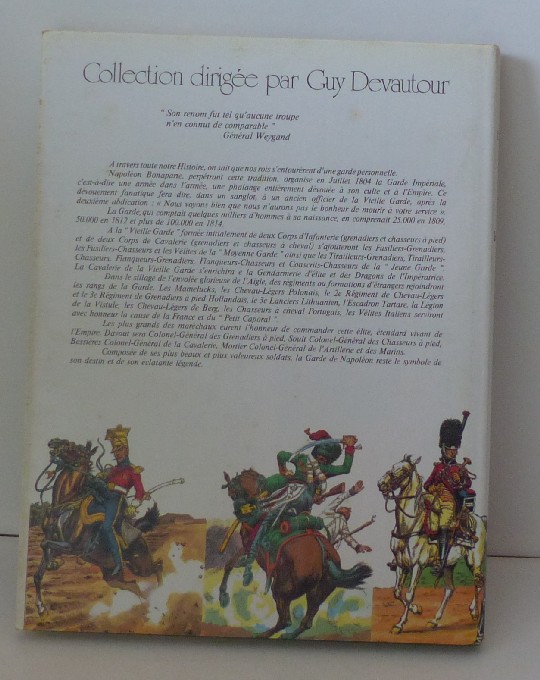 Collection dirigée par Guy Devautour
" Son renom fut tel qu'aucune troupe
n'en connut de comparable "
Général Weygand
A travers toute notre Histoire, on sait que nos rois s'entourèrent d'une garde personnelle.
Napoléon Bonaparte, perpétuant cette tradition, organise en Juillet 1804 la Garde Impériale,
c'est-à-dire une armée dans l'armée, une phalange entièrement dévouée à son culte et à l'Empire. Ce
dévouement fanatique fera dire, dans un sanglot, à un ancien officier de la Vieille Garde, après la
deuxième abdication : « Nous voyons bien que nous n'aurons pas le bonheur de mourir à votre service ».
La Garde, qui comptait quelques milliers d'hommes à sa naissance, en comprenait 25.000 en 1809,
50.000 en 1812 et plus de 100.000 en 1814.
A la " Vieille Garde " formée initialement de deux Corps d'Infanterie (grenadiers et chasseurs à pied)
et de deux Corps de Cavalerie (grenadiers et chasseurs à cheval) s'ajoutèrent les Fusiliers-Grenadiers,
les Fusiliers-Chasseurs et les Vélites de la " Moyenne Garde " ainsi que les Tirailleurs-Grenadiers, Tirailleurs-
Chasseurs, Flanqueurs-Grenadiers, Flanqueurs-Chasseurs et Conscrits-Chasseurs de la " Jeune Garde ".
La Cavalerie de la Vieille Garde s'enrichira de la Gendarmerie d'élite et des Dragons de l'Impératrice.
Dans le sillage de l'envolée glorieuse de l'Aigle, des régiments ou formations d'étrangers rejoindront
les rangs de la Garde. Les Mamelucks, les Chevau-Légers Polonais, le 2e Régiment de Chevau-Légers
et le 3e Régiment de Grenadiers à pied Hollandais, le 3e Lanciers Lithuanien, l'Escadron Tartare, la Légion
de la Vistule, les Chevau-Légers de Berg, les Chasseurs à cheval Portugais, les Vélites Italiens serviront
avec honneur la cause de la France et du " Petit Caporal ".
Les plus grands des maréchaux eurent l'honneur de commander cette élite, étendard vivant de
l'Empire. Davout sera Colonel-Général des Grenadiers à pied, Soult Colonel-Général des Chasseurs à pied,
Bessières Colonel-Général de la Cavalerie, Mortier Colonel-Général de l'Artillerie et des Marins.
Composée de ses plus beaux et plus valeureux soldats, la Garde de Napoléon reste le symbole de
son destin et de son éclatante légende.